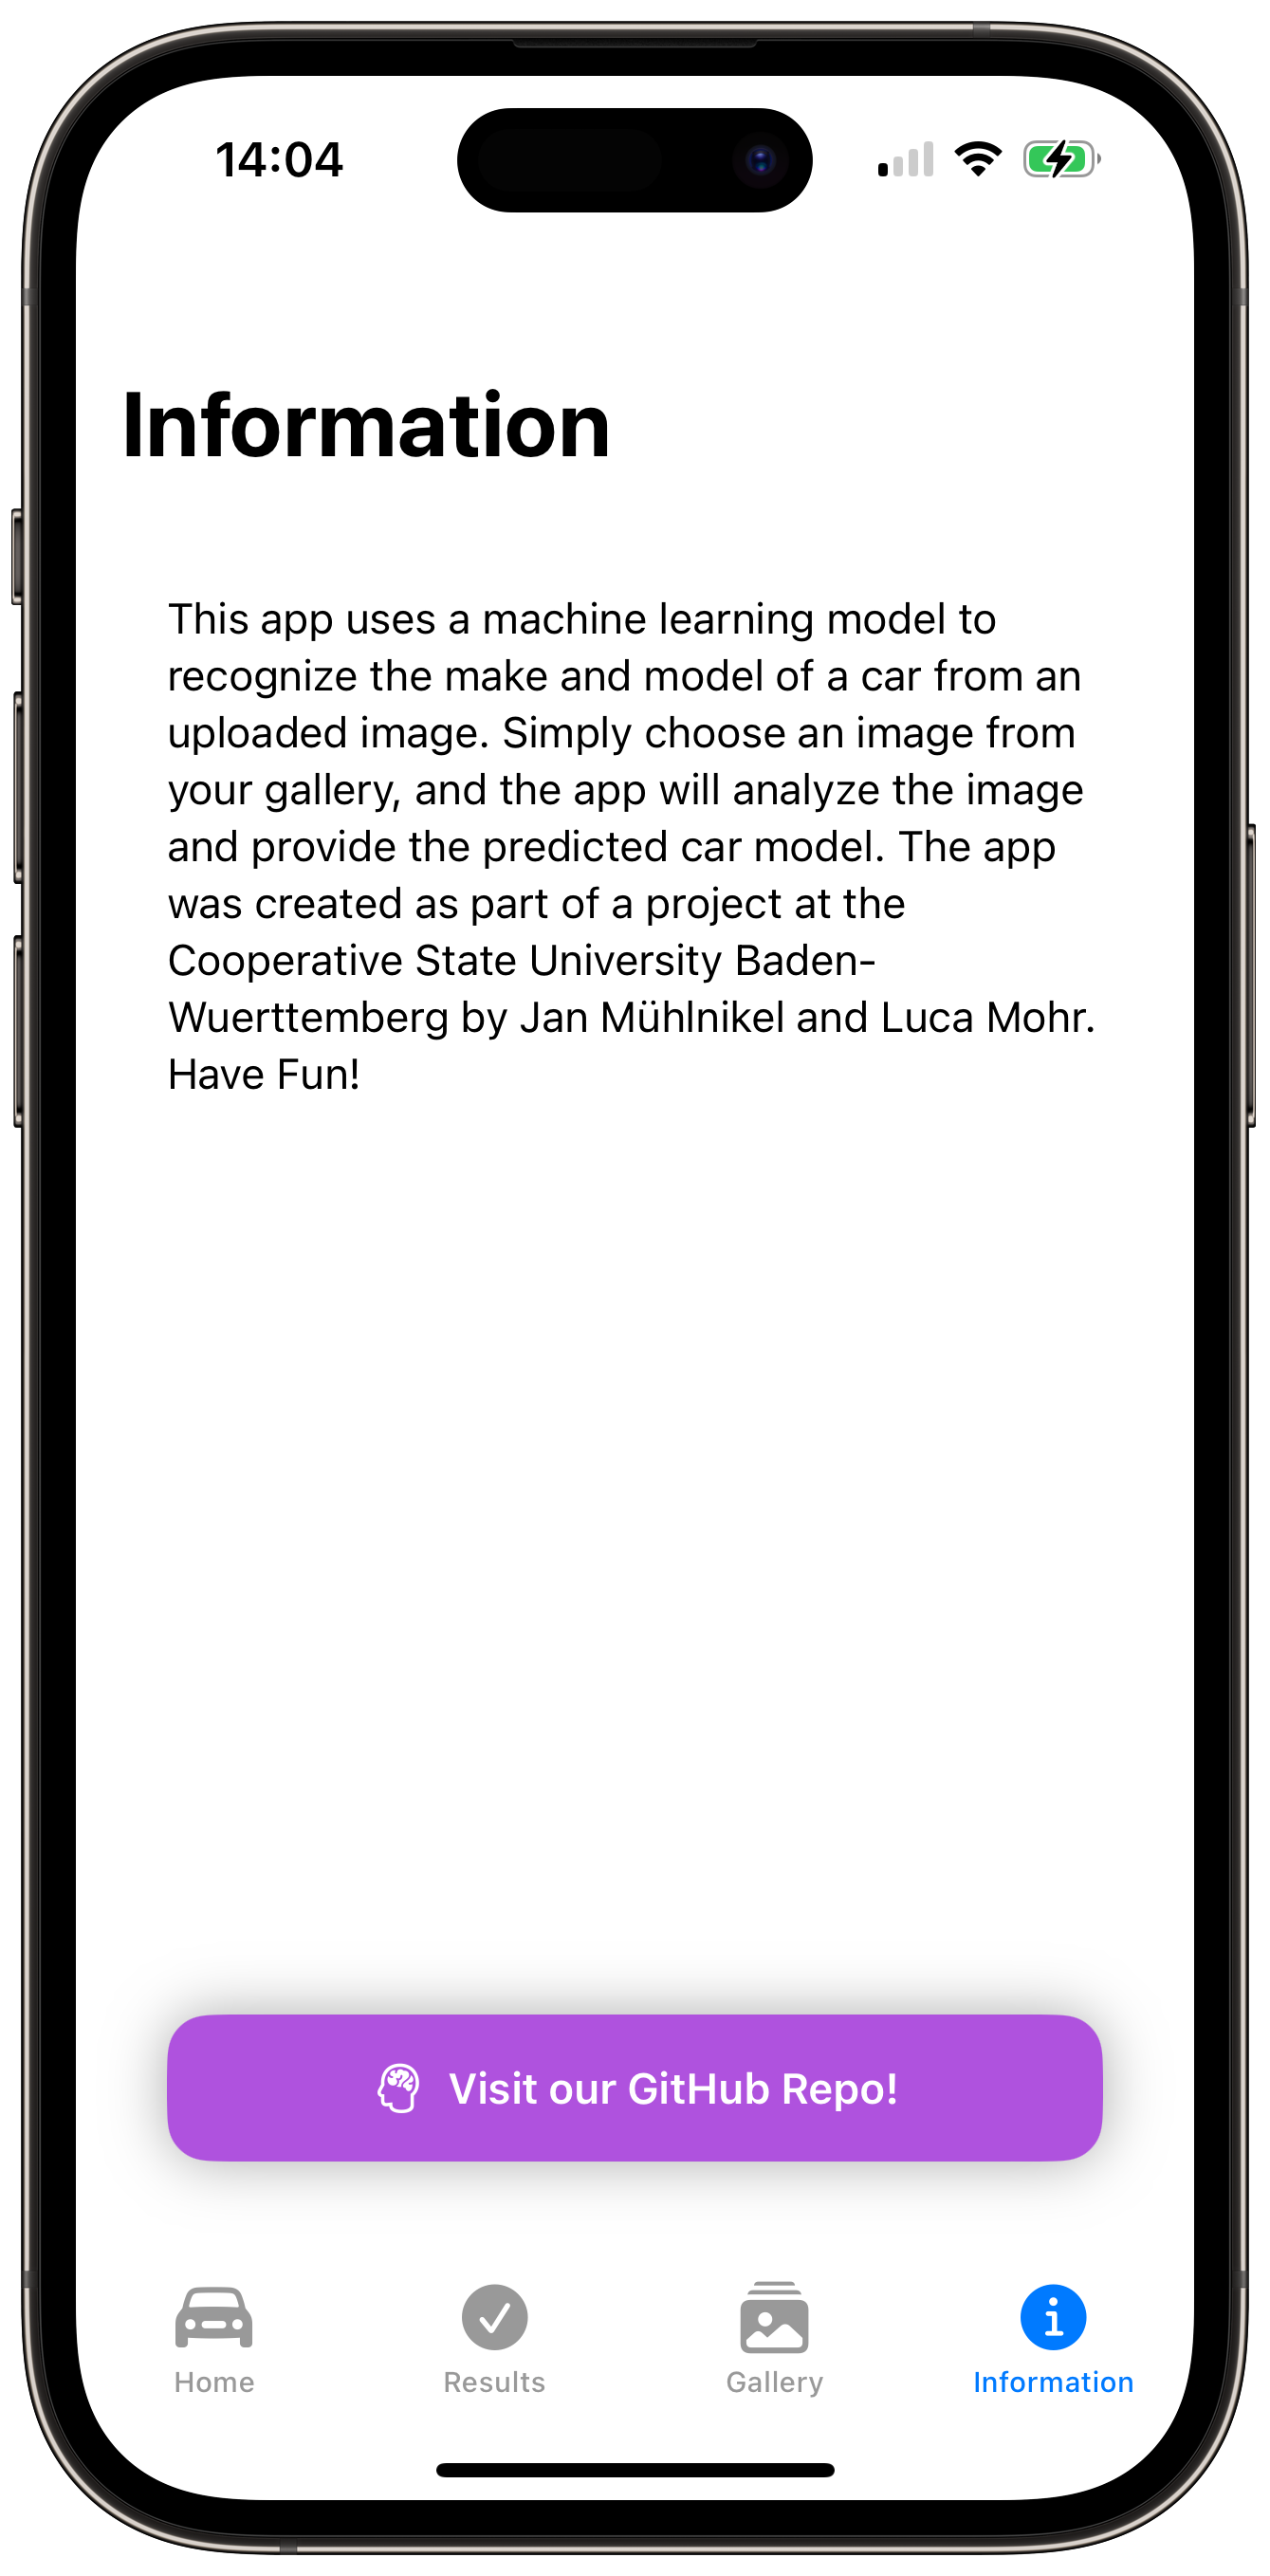 14:04
Information
This app uses a machine learning model to
recognize the make and model of a car from an
uploaded image. Simply choose an image from
your gallery, and the app will analyze the image
and provide the predicted car model. The app
was created as part of a project at the
Cooperative State University Baden-
Wuerttemberg by Jan Mühlnikel and Luca Mohr.
Have Fun!
Visit our GitHub Repo!
Home
Results
Gallery
Information